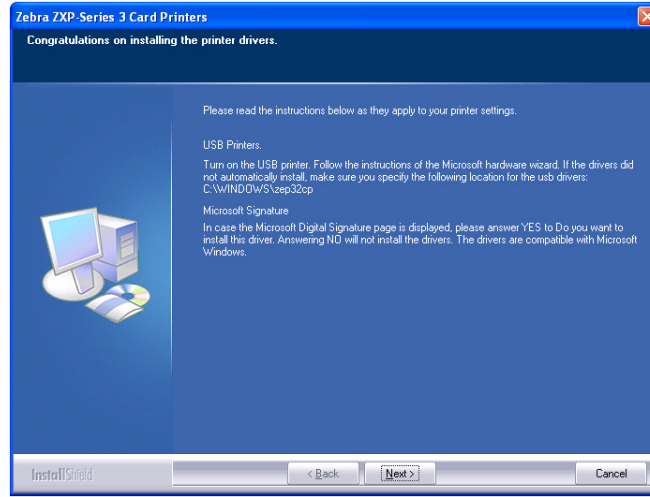 Zebra ZXP-Series 3 Card Printers
Congratulations on installing the printer drivers.
Please read the instructions below as they apply to your printer settings.
USB Printers.
Turn on the USB printer. Follow the instructions of the Microsoft hardware wizard. If the drivers did
not automatically install, make sure you specify the following location for the usb drivers:
C:\WINDOWS\zep32cp
Microsoft Signature
In case the Microsoft Digital Signature page is displayed, please answer YES to Do you want to
install this driver. Answering NO will not install the drivers. The drivers are compatible with Microsoft
Windows.
InstallShield
< Back
Next >
Cancel